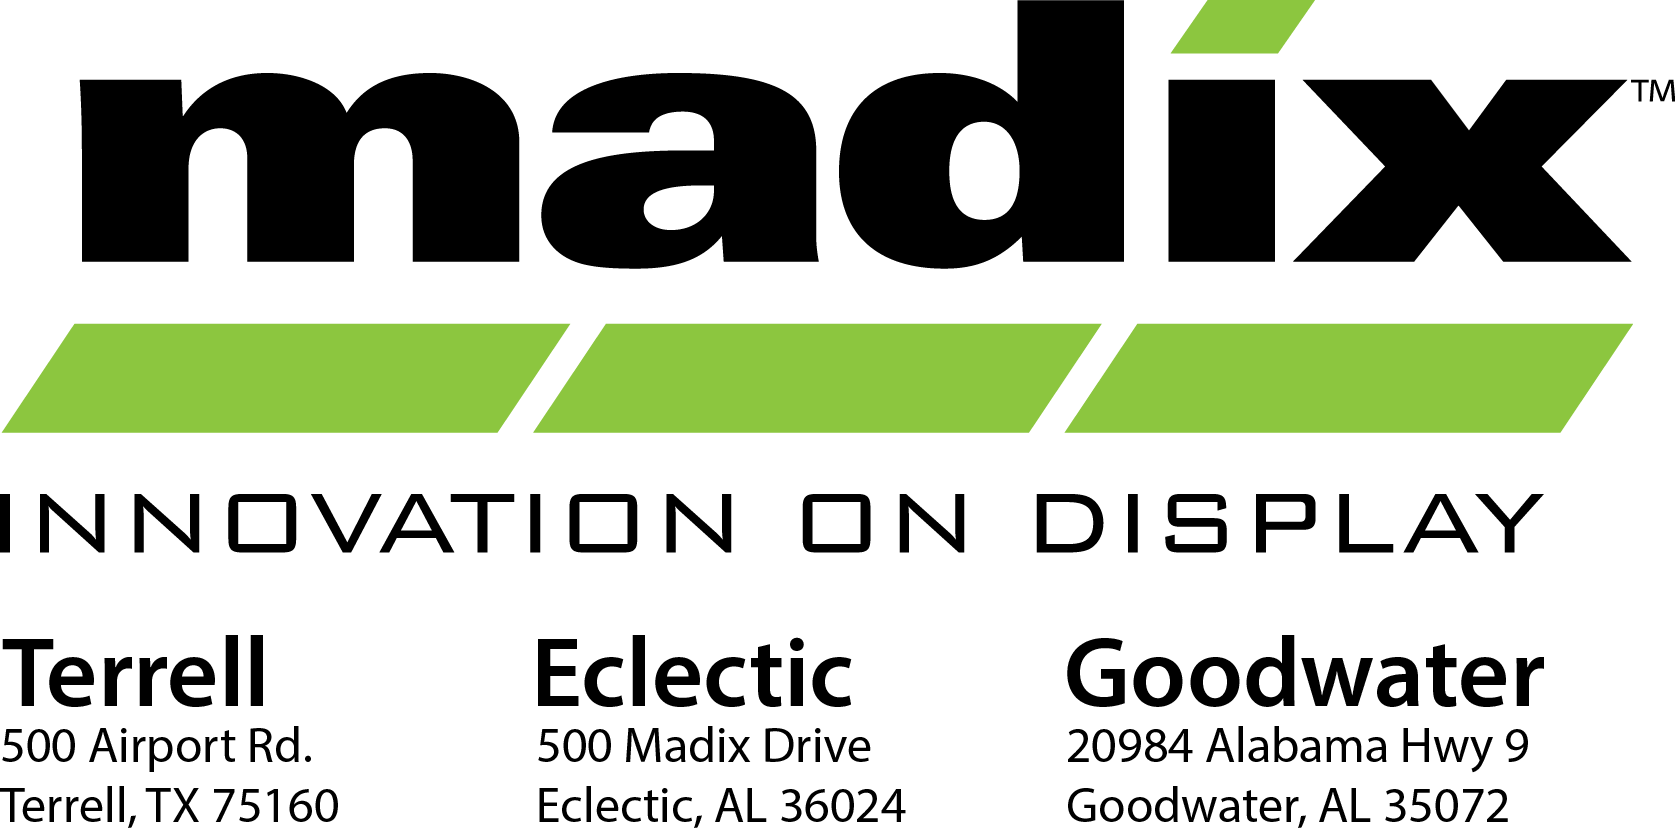 madix™
INNOVATION ON DISPLAY
Terrell
500 Airport Rd.
Terrell, TX 75160
Eclectic
500 Madix Drive
Eclectic, AL 36024
Goodwater
20984 Alabama Hwy 9
Goodwater, AL 35072